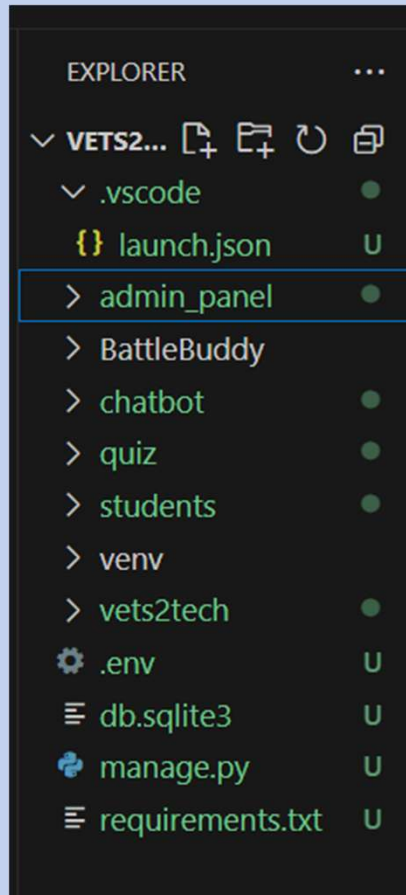 EXPLORER ...
VETS2...
.vscode
{} launch.json U
admin_panel
BattleBuddy
chatbot
quiz
students
venv
vets2tech
.env U
db.sqlite3 U
manage.py U
requirements.txt U